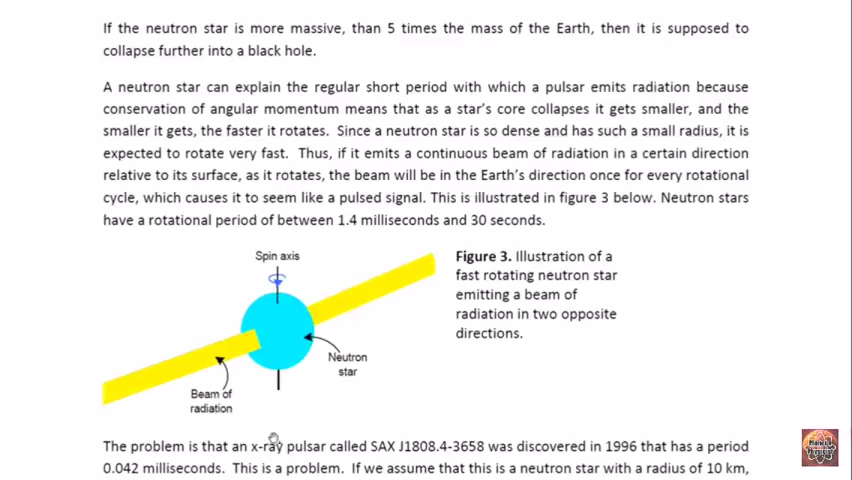 If the neutron star is more massive, than 5 times the mass of the Earth, then it is supposed to
collapse further into a black hole.
A neutron star can explain the regular short period with which a pulsar emits radiation because
conservation of angular momentum means that as a star's core collapses it gets smaller, and the
smaller it gets, the faster it rotates. Since a neutron star is so dense and has such a small radius, it is
expected to rotate very fast. Thus, if it emits a continuous beam of radiation in a certain direction
relative to its surface, as it rotates, the beam will be in the Earth's direction once for every rotational
cycle, which causes it to seem like a pulsed signal. This is illustrated in figure 3 below. Neutron stars
have a rotational period of between 1.4 milliseconds and 30 seconds.
Spin axis
Neutron
star
Beam of
radiation
Figure 3. Illustration of a
fast rotating neutron star
emitting a beam of
radiation in two opposite
directions.
The problem is that an x-ray pulsar called SAX J1808.4-3658 was discovered in 1996 that has a period
0.042 milliseconds. This is a problem. If we assume that this is a neutron star with a radius of 10 km,